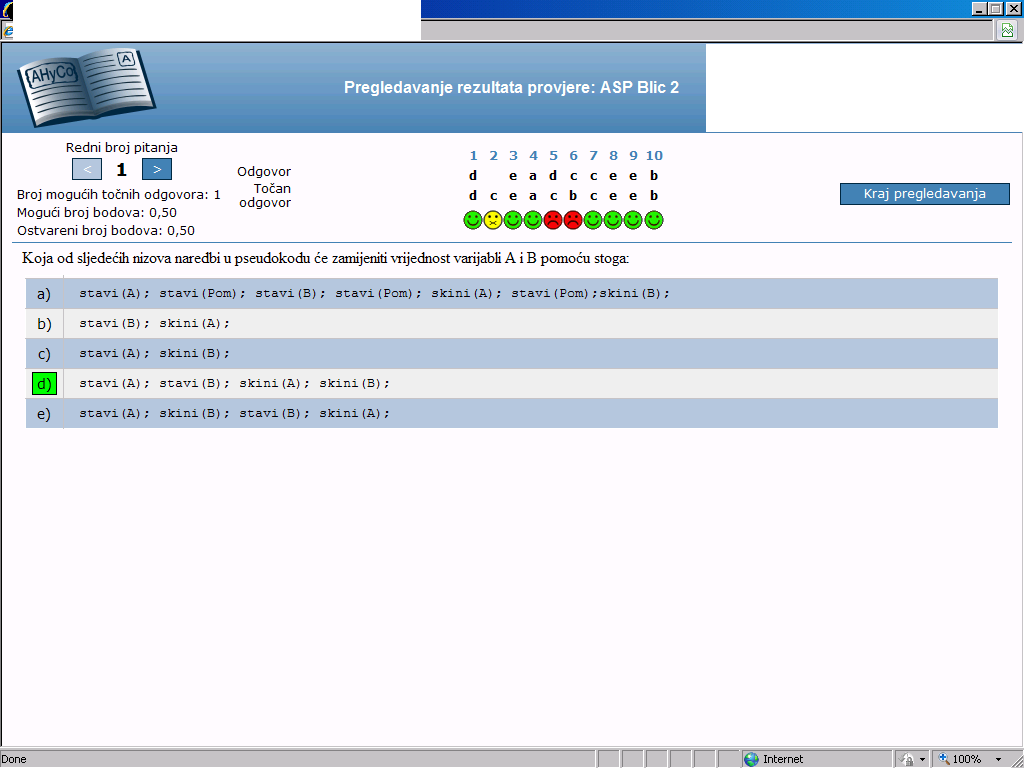 AHyCo
A
Pregledavanje rezultata provjere: ASP Blic 2
Redni broj pitanja
< 1 >
Broj mogućih točnih odgovora: 1
Mogući broj bodova: 0,50
Ostvareni broj bodova: 0,50
1 2 3 4 5 6 7 8 9 10
Odgovor d e a d c c e e b
Točan odgovor d c e a c b c e e b
Kraj pregledavanja
Koja od sljedećih nizova naredbi u pseudokodu će zamijeniti vrijednost varijabli A i B pomoću stoga:
a) stavi(A); stavi(Pom); stavi(B); stavi(Pom); skini(A); stavi(Pom);skini(B);
b) stavi(B); skini(A);
c) stavi(A); skini(B);
d) stavi(A); stavi(B); skini(A); skini(B);
e) stavi(A); skini(B); stavi(B); skini(A);
Done Internet 100%